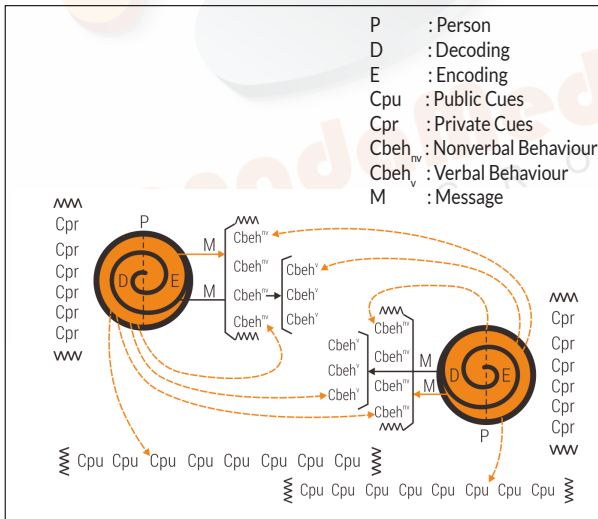 P : Person
D : Decoding
E : Encoding
Cpu : Public Cues
Cpr : Private Cues
Cbehnv : Nonverbal Behaviour
Cbehv : Verbal Behaviour
M : Message
Cpr
Cpr
Cpr
Cpr
Cpr
Cpr
P
D E
M
M
Cbehnv
Cbehnv
Cbehnv
Cbehnv
Cbehv
Cbehv
Cbehv
Cbehv
Cbehv
Cbehv
Cbehnv
Cbehnv
Cbehnv
Cbehnv
M
M
D E
P
Cpr
Cpr
Cpr
Cpr
Cpr
Cpr
Cpu Cpu Cpu Cpu Cpu Cpu Cpu Cpu
Cpu Cpu Cpu Cpu Cpu Cpu Cpu Cpu